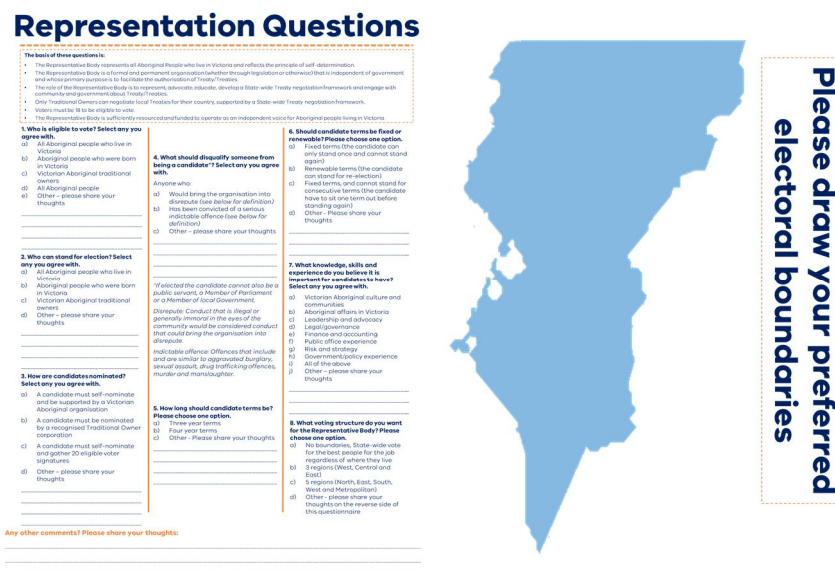 Representation Questions
The basis of these questions is:
• The Representative Body represents all Aboriginal People who live in Victoria and reflects the principle of self-determination.
• The Representative Body is a formal and permanent organisation (whether through legislation or otherwise) that is independent of government
and whose purpose is to facilitate the authorisation of Treaty/Treaties.
• The role of the Representative Body is to represent, advocate, educate, develop a State-wide Treaty negotiation framework and engage with
community and government about Treaty/Treaties.
• Only Traditional Owners can negotiate local Treaties for their country, supported by a State-wide Treaty negotiation framework.
• Voters must be 18 to be eligible to vote.
• The Representative Body is sufficiently resourced and funded to operate as an independent voice for Aboriginal people living in Victoria.
1. Who is eligible to vote? Select any you
agree with.
a) All Aboriginal people who live in
Victoria
b) Aboriginal people who were born
in Victoria
c) Victorian Aboriginal traditional
owners
d) All Aboriginal people
e) Other – please share your
thoughts
2. Who can stand for election? Select
any you agree with.
a) All Aboriginal people who live in
Victoria
b) Aboriginal people who were born
in Victoria
c) Victorian Aboriginal traditional
owners
d) Other – please share your
thoughts
3. How are candidates nominated?
Select any you agree with.
a) A candidate must self-nominate
and be supported by a Victorian
Aboriginal organisation
b) A candidate must be nominated
by a recognised Traditional Owner
corporation
c) A candidate must self-nominate
and gather 20 eligible voter
signatures
d) Other – please share your
thoughts
4. What should disqualify someone from
being a candidate*? Select any you agree
with.
Anyone who:
a) Would bring the organisation into
disrepute (see below for definition)
b) Has been convicted of a serious
indictable offence (see below for
definition)
c) Other – please share your thoughts
*If elected the candidate cannot also be a
public servant, a Member of Parliament
or a Member of local Government.
Disrepute: Conduct that is illegal or
generally immoral in the eyes of the
community would be considered conduct
that could bring the organisation into
disrepute.
Indictable offence: Offences that include
and are similar to aggravated burglary,
sexual assault, drug trafficking offences,
murder and manslaughter.
5. How long should candidate terms be?
Please choose one option.
a) Three year terms
b) Four year terms
c) Other - Please share your thoughts
6. Should candidate terms be fixed or
renewable? Please choose one option.
a) Fixed terms (the candidate can
only stand once and cannot stand
again)
b) Renewable terms (the candidate
can stand for re-election)
c) Fixed terms, and cannot stand for
consecutive terms (the candidate
has to sit one term out before
standing again)
d) Other - Please share your
thoughts
7. What knowledge, skills and
experience do you believe it is
important for candidates to have?
Select any you agree with.
a) Victorian Aboriginal culture and
communities
b) Aboriginal affairs in Victoria
c) Leadership and advocacy
d) Legal/governance
e) Finance and accounting
f) Public office experience
g) Risk and strategy
h) Government/policy experience
i) All of the above
j) Other – please share your
thoughts
8. What voting structure do you want
for the Representative Body? Please
choose one option.
a) No boundaries, State-wide vote
for the best people for the job
regardless of where they live
b) 3 regions (West, Central and
East)
c) 5 regions (North, East, South,
West and Metropolitan)
d) Other - please share your
thoughts on the reverse side of
this questionnaire
Any other comments? Please share your thoughts:
Please draw your preferred
electoral boundaries